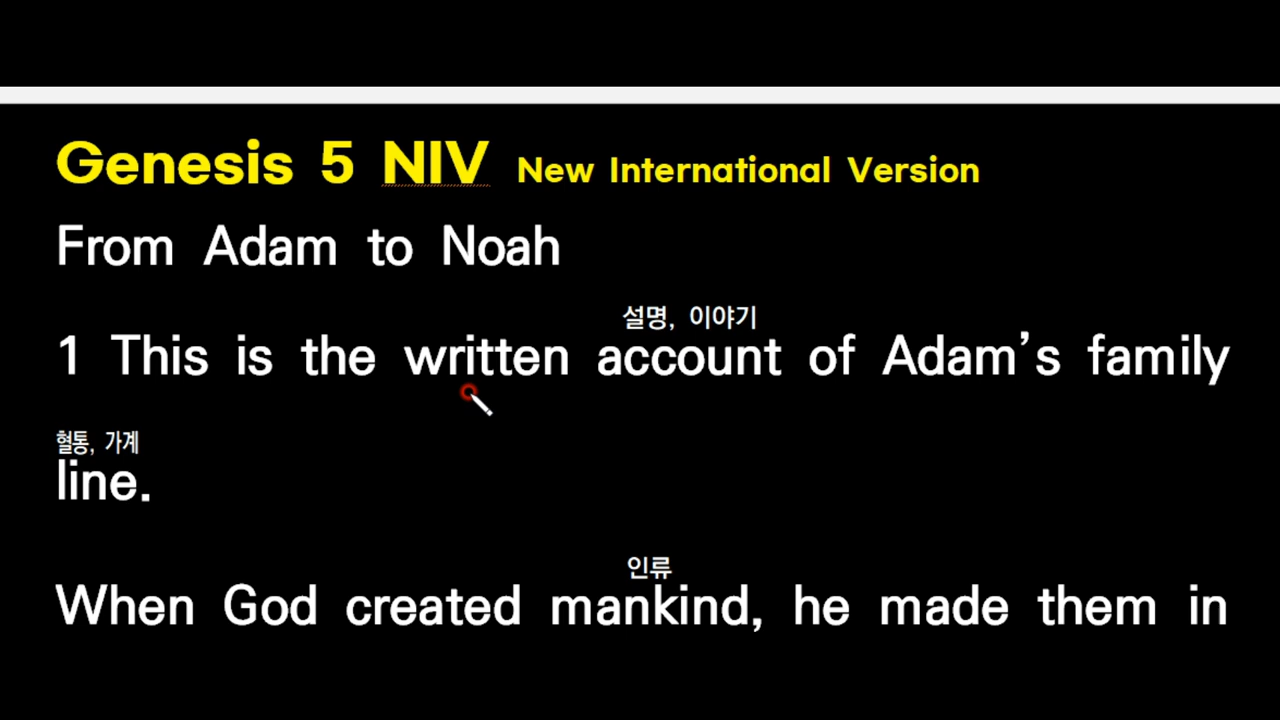 Genesis 5 NIV New International Version
From Adam to Noah
설명, 이야기
1 This is the written account of Adam’s family
혈통, 가계
line.
인류
When God created mankind, he made them in